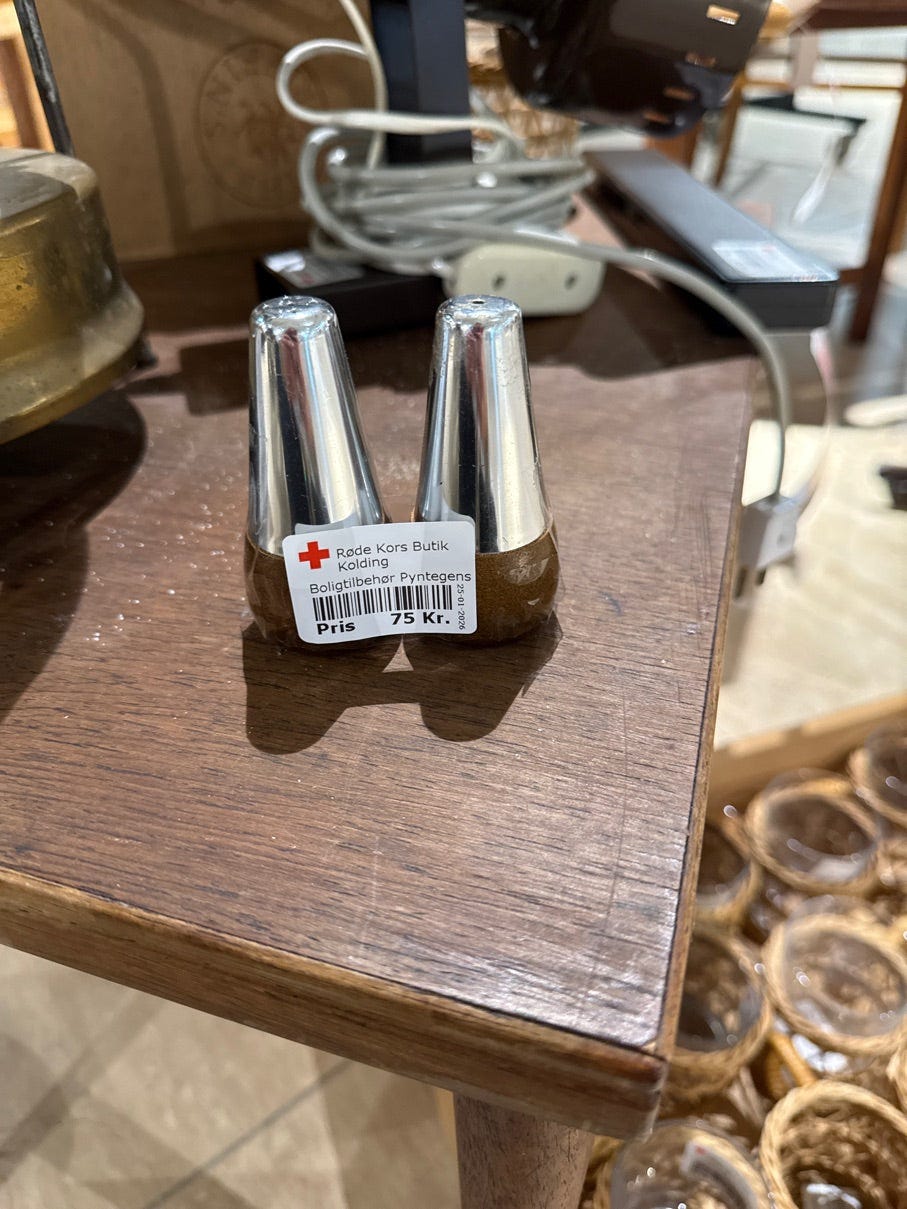 Røde Kors Butik
Kolding
Boligtilbehør Pyntegens
25-01-2026
Pris 75 Kr.